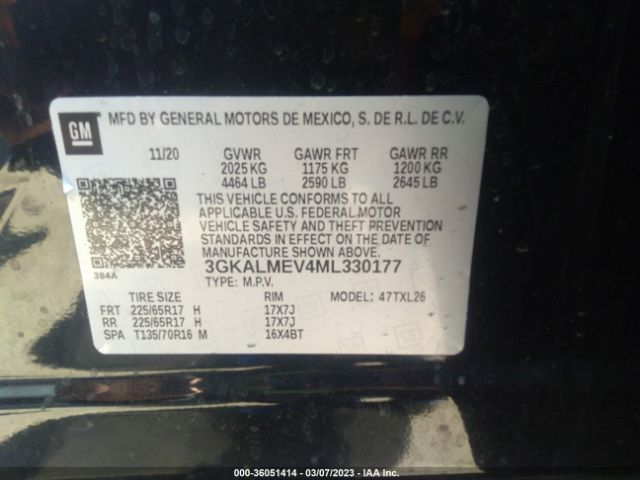 GM
MFD BY GENERAL MOTORS DE MEXICO, S. DE R.L. DE C.V.
11/20 GVWR GAWR FRT GAWR RR
2025 KG 1175 KG 1200 KG
4464 LB 2590 LB 2645 LB
THIS VEHICLE CONFORMS TO ALL
APPLICABLE U.S. FEDERAL MOTOR
VEHICLE SAFETY AND THEFT PREVENTION
STANDARDS IN EFFECT ON THE DATE OF
MANUFACTURE SHOWN ABOVE.
384A
3GKALMEV4ML330177
TYPE: M.P.V.
TIRE SIZE RIM MODEL: 47TXL26
FRT 225/65R17 H 17X7J
RR 225/65R17 H 17X7J
SPA T135/70R16 M 16X4BT
000-36051414 - 03/07/2023 - IAA Inc.